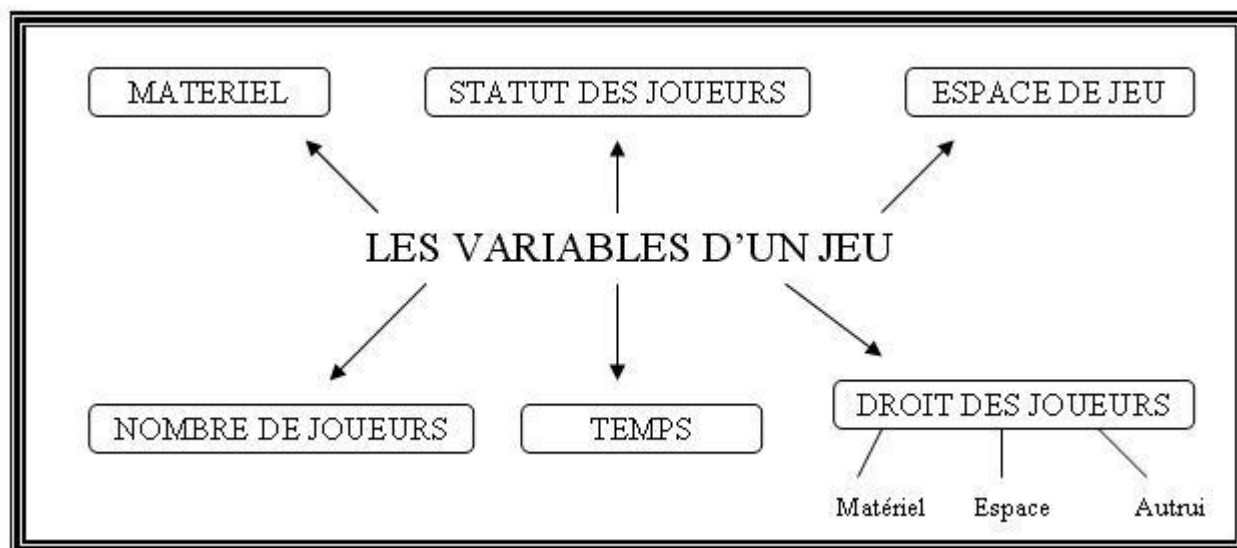 MATERIEL
STATUT DES JOUEURS
ESPACE DE JEU
LES VARIABLES D'UN JEU
NOMBRE DE JOUEURS
TEMPS
DROIT DES JOUEURS
Matériel
Espace
Autrui